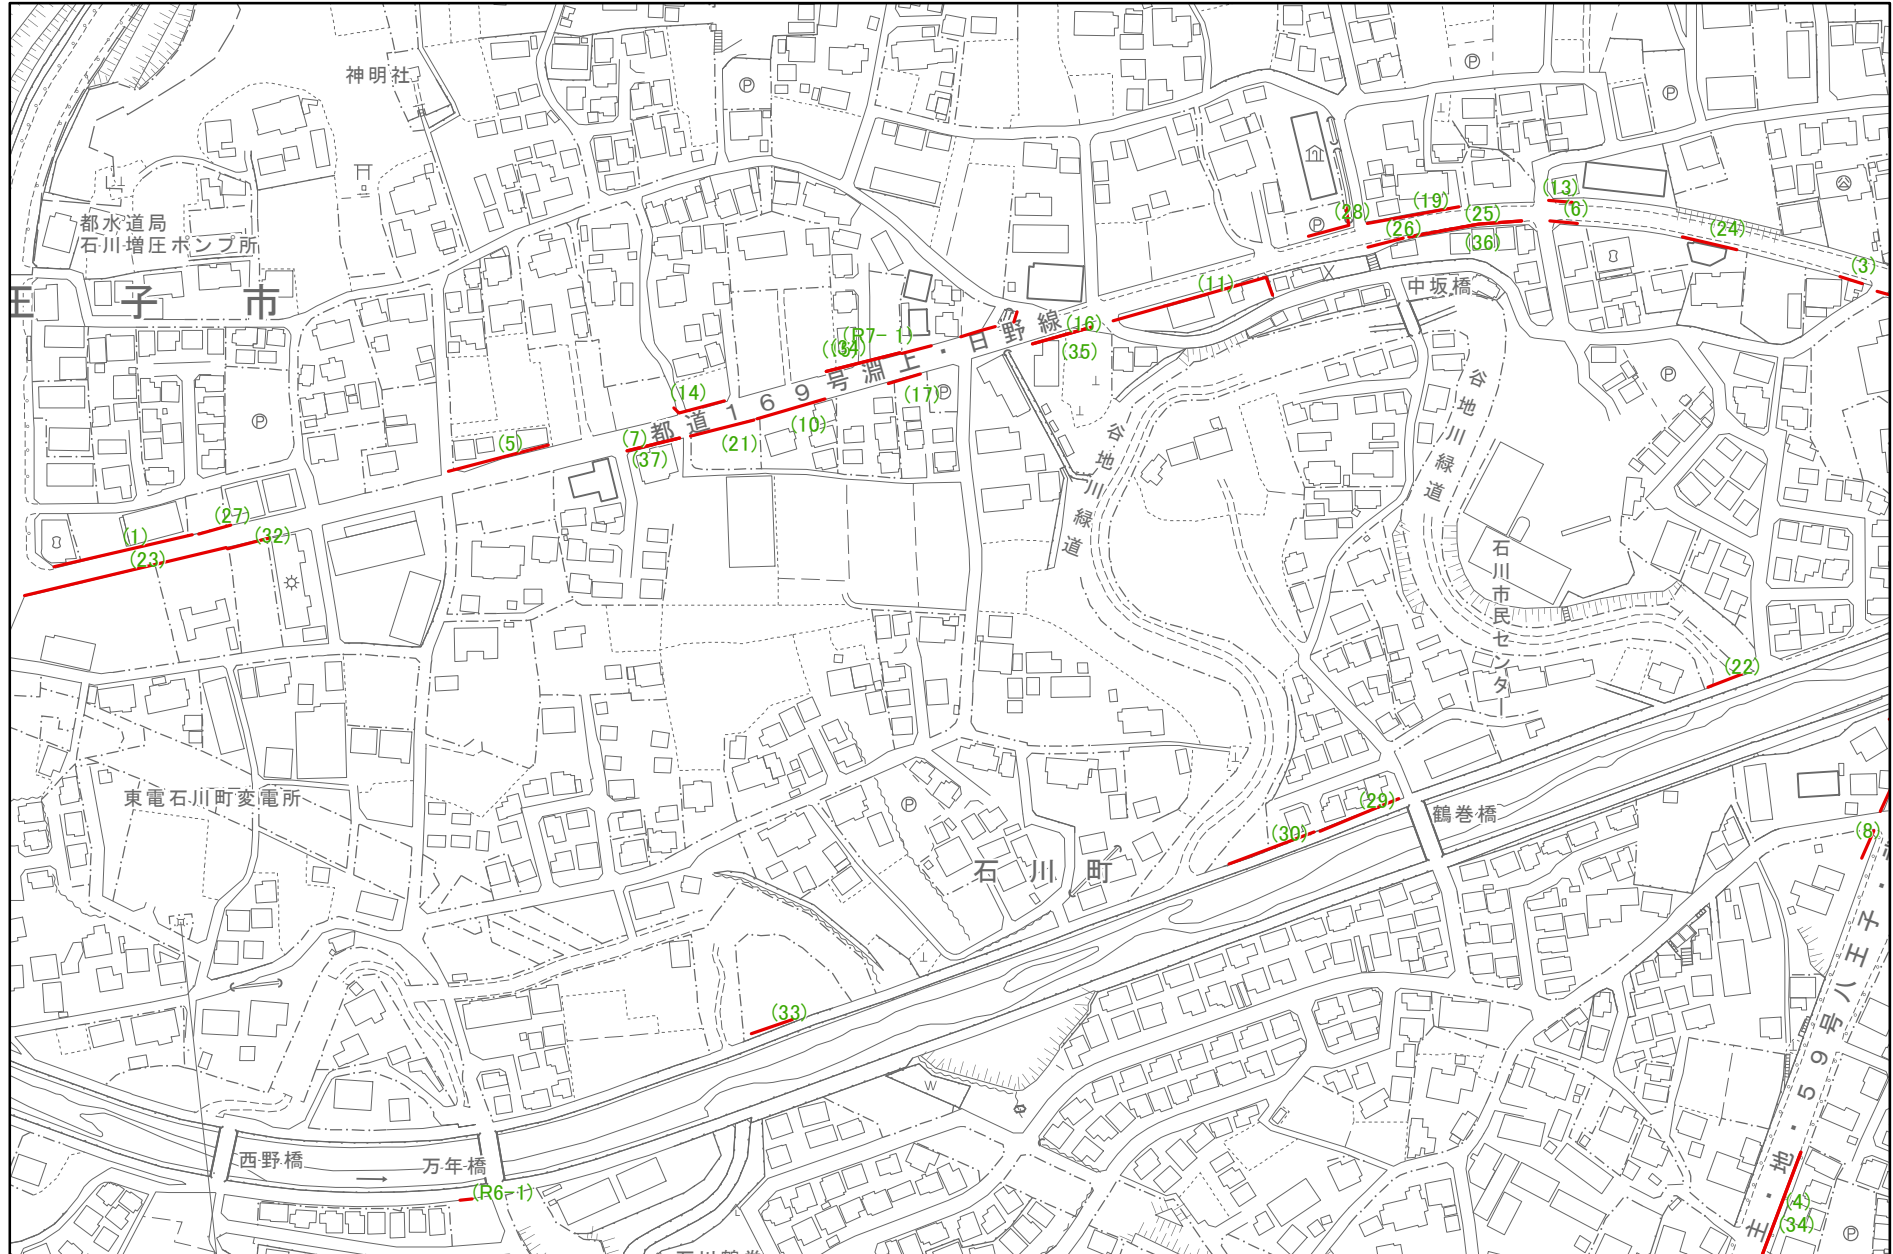 神明社
都水道局
石川増圧ポンプ所
王子市
(28)
(19)
(25)
(26)
(36)
(13)
(6)
(24)
(3)
(11)
中坂橋
(16)
(35)
(R7-1)
(14)
(17)
(10)
(21)
(7)
(37)
(5)
都道169号淵上・日野線
谷地川緑道
谷地川緑道
(1)
(27)
(32)
(23)
石川市民センター
(22)
東電石川町変電所
(29)
(30)
鶴巻橋
(8)
石川町
(33)
西野橋
万年橋
(R6-1)
主・地・59号八王子・
(4)
(34)